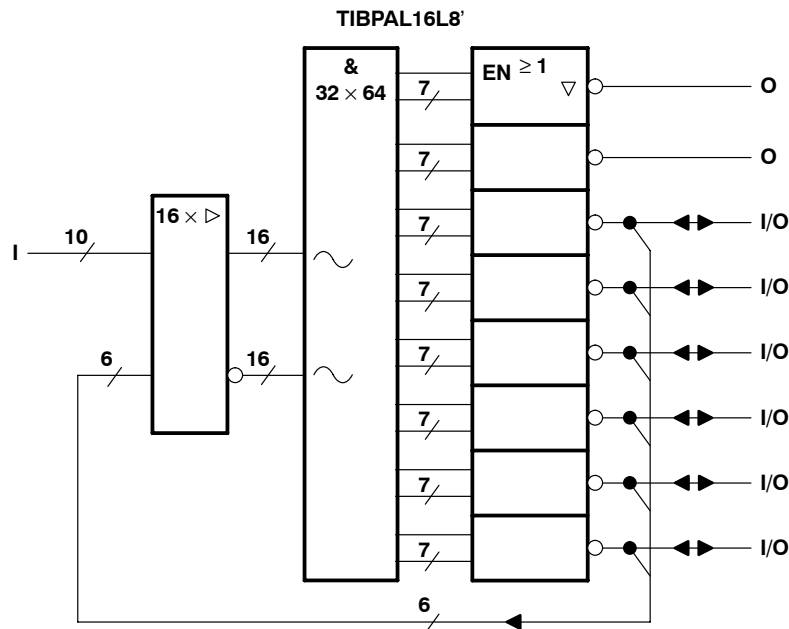 TIBPAL16L8'
&
32 × 64
EN ≥ 1
▽
7
O
7
O
16 × ▷
I
10
16
7
I/O
7
I/O
6
16
7
I/O
7
I/O
7
I/O
7
I/O
6